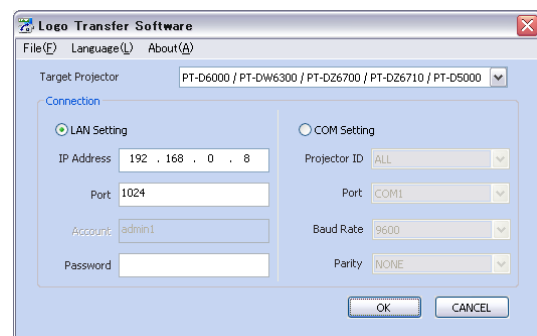 Logo Transfer Software
File(F) Language(L) About(A)
Target Projector PT-D6000 / PT-DW6300 / PT-DZ6700 / PT-DZ6710 / PT-D5000
Connection
LAN Setting
IP Address 192 . 168 . 0 . 8
Port 1024
Account admin1
Password
COM Setting
Projector ID ALL
Port COM1
Baud Rate 9600
Parity NONE
OK CANCEL